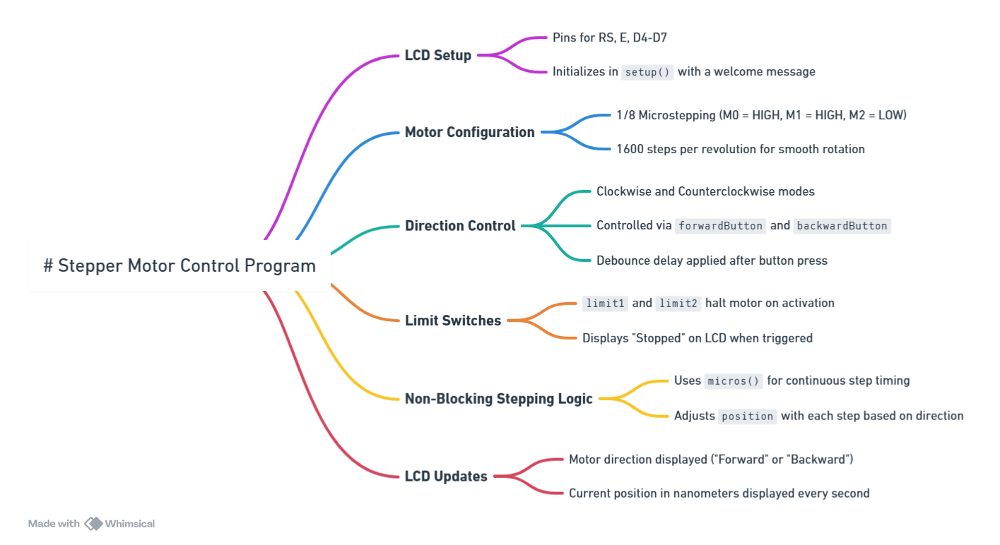 # Stepper Motor Control Program
LCD Setup
Pins for RS, E, D4-D7
Initializes in setup() with a welcome message
Motor Configuration
1/8 Microstepping (M0 = HIGH, M1 = HIGH, M2 = LOW)
1600 steps per revolution for smooth rotation
Direction Control
Clockwise and Counterclockwise modes
Controlled via forwardButton and backwardButton
Debounce delay applied after button press
Limit Switches
limit1 and limit2 halt motor on activation
Displays "Stopped" on LCD when triggered
Non-Blocking Stepping Logic
Uses micros() for continuous step timing
Adjusts position with each step based on direction
LCD Updates
Motor direction displayed ("Forward" or "Backward")
Current position in nanometers displayed every second
Made with Whimsical